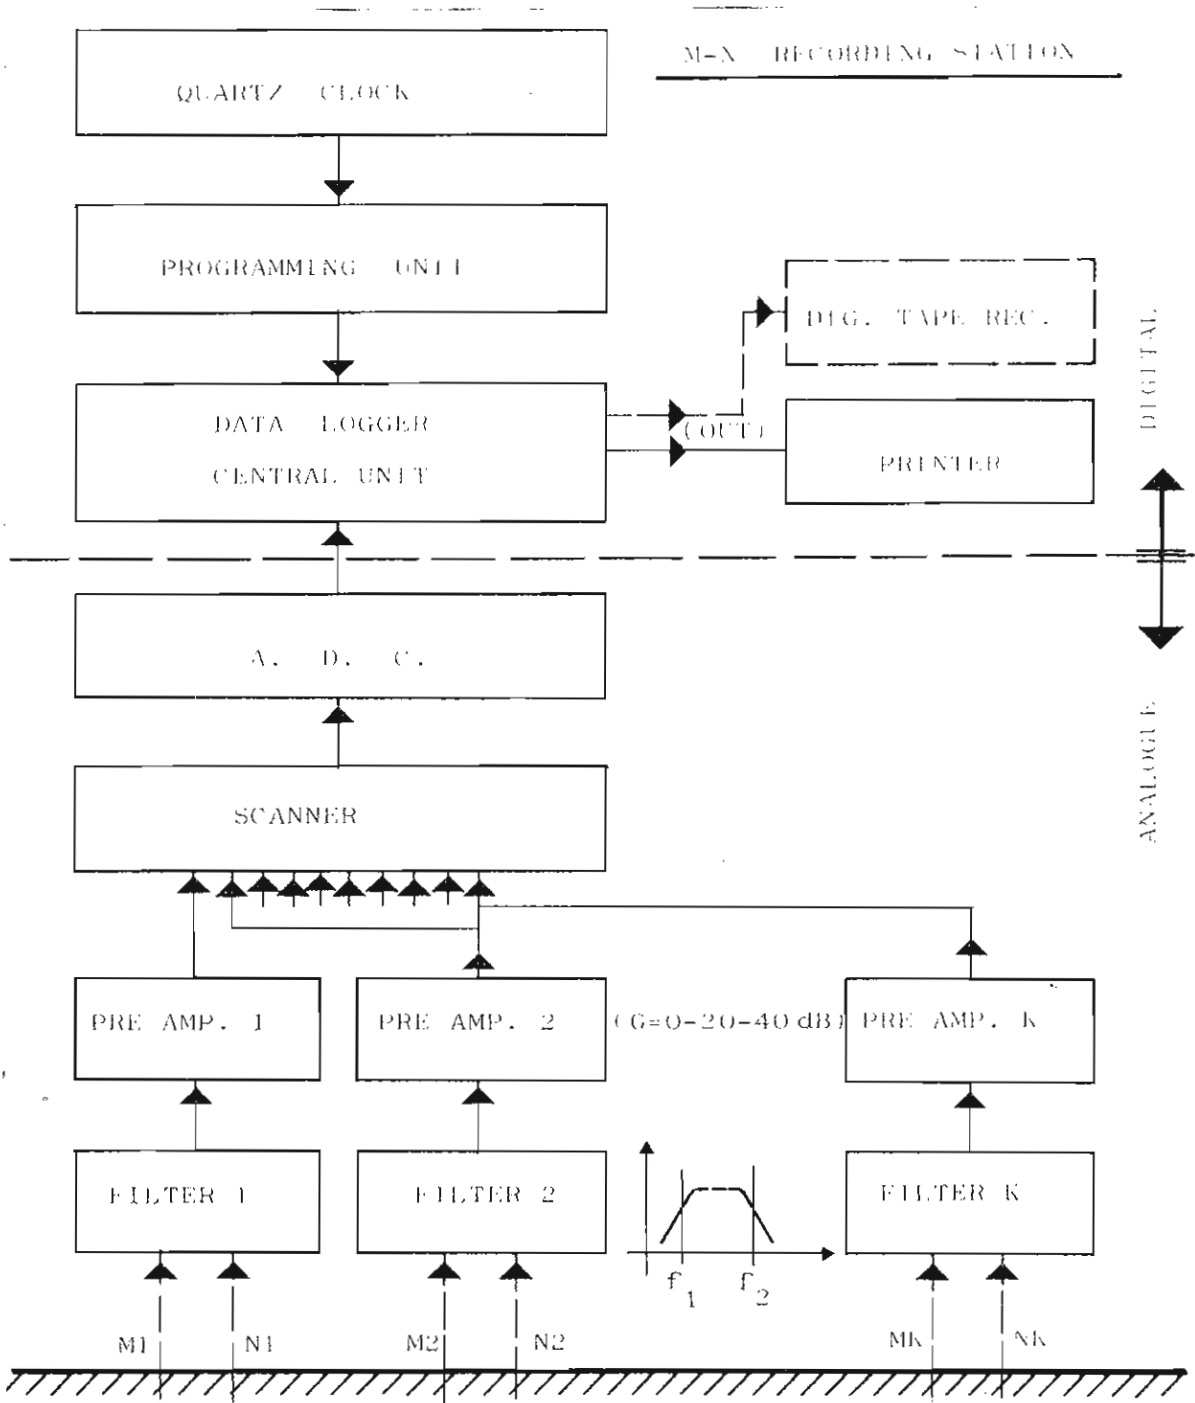 M-N RECORDING STATION
QUARTZ CLOCK
PROGRAMMING UNIT
DIG. TAPE REC.
DIGITAL
DATA LOGGER
CENTRAL UNIT
(OUT)
PRINTER
A. D. C.
ANALOGUE
SCANNER
PRE AMP. 1
PRE AMP. 2
(G=0-20-40 dB)
PRE AMP. K
FILTER 1
FILTER 2
FILTER K
f1
f2
M1
N1
M2
N2
MK
NK